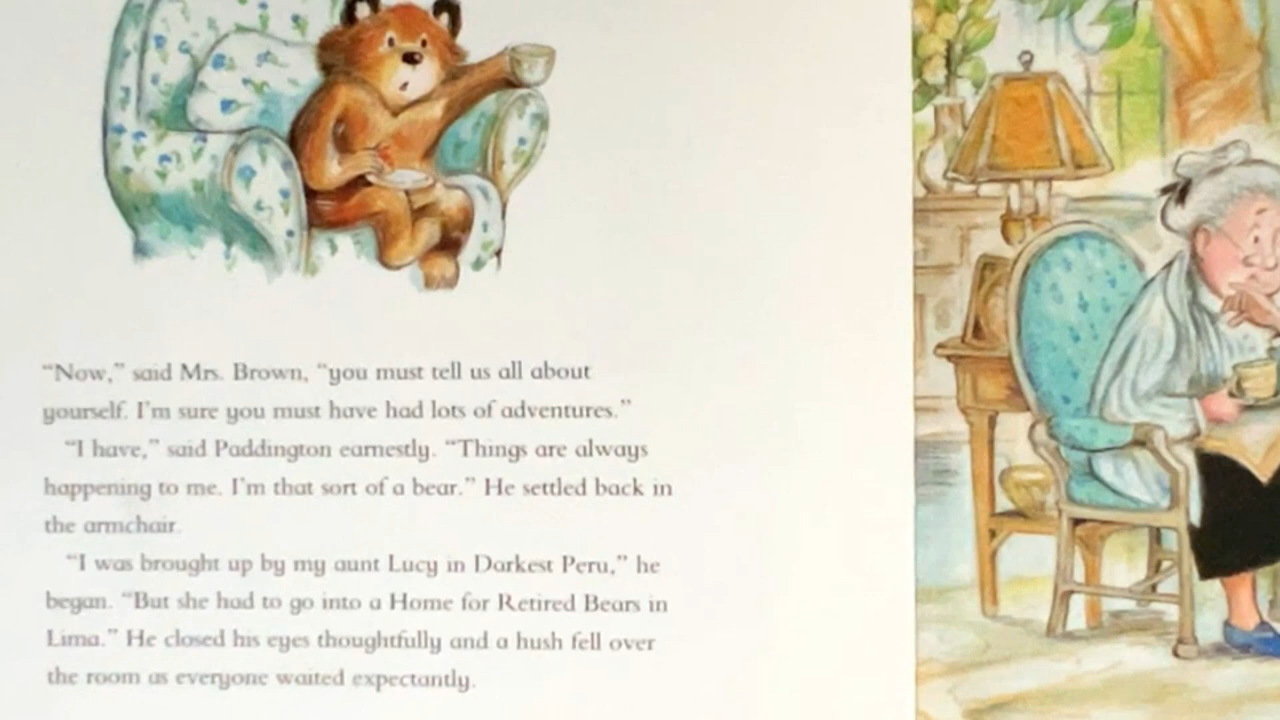 “Now,” said Mrs. Brown, “you must tell us all about
yourself. I’m sure you must have had lots of adventures.”
“I have,” said Paddington earnestly. “Things are always
happening to me. I’m that sort of a bear.” He settled back in
the armchair.
“I was brought up by my aunt Lucy in Darkest Peru,” he
began. “But she had to go into a Home for Retired Bears in
Lima.” He closed his eyes thoughtfully and a hush fell over
the room as everyone waited expectantly.